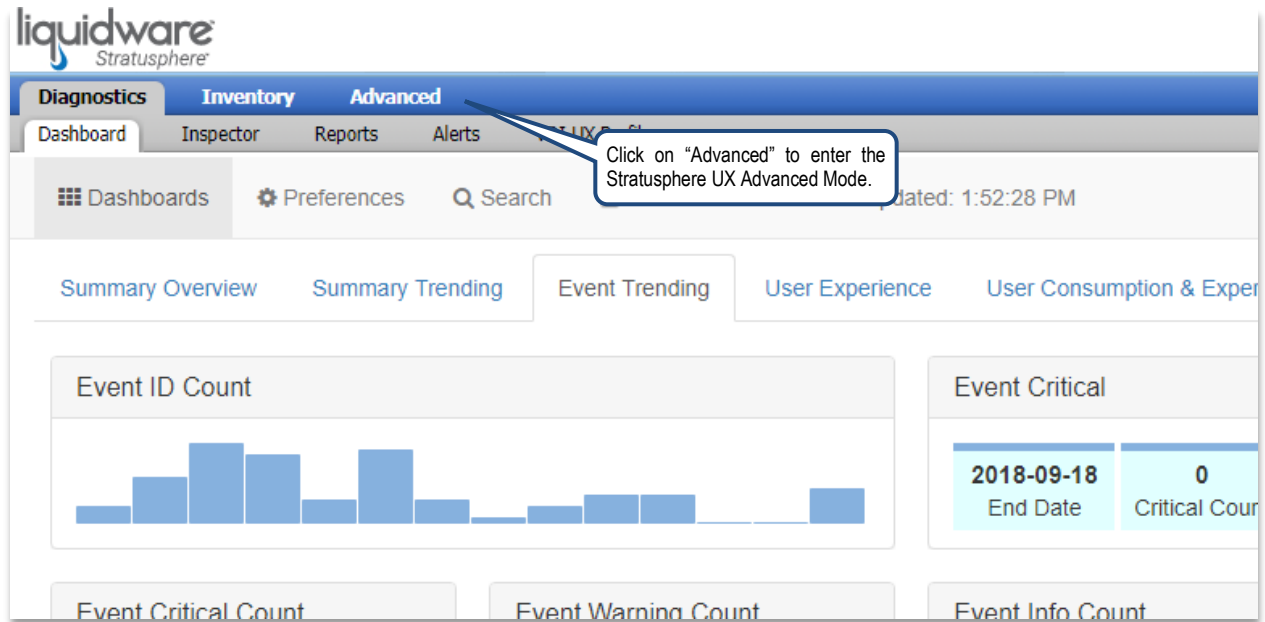 liquidware
Stratusphere
Diagnostics Inventory Advanced
Dashboard Inspector Reports Alerts UX
Click on “Advanced” to enter the
Stratusphere UX Advanced Mode.
Dashboards Preferences Search 1:52:28 PM
Summary Overview Summary Trending Event Trending User Experience User Consumption &
Event ID Count Event Critical
2018-09-18 0
End Date Critical
Event Critical Count Event Warning Count Event Info Count